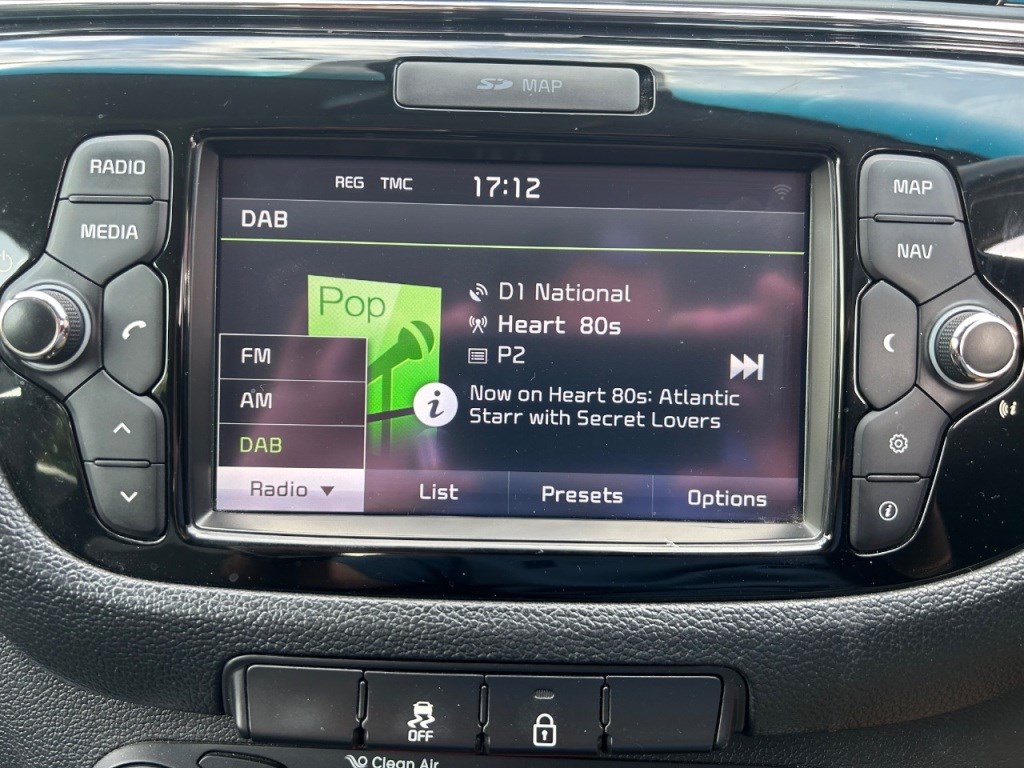 SD MAP
RADIO
MEDIA
MAP
NAV
REG TMC 17:12
DAB
Pop
D1 National
Heart 80s
P2
i
Now on Heart 80s: Atlantic
Starr with Secret Lovers
FM
AM
DAB
Radio ▼ List Presets Options
i
i
OFF
Clean Air